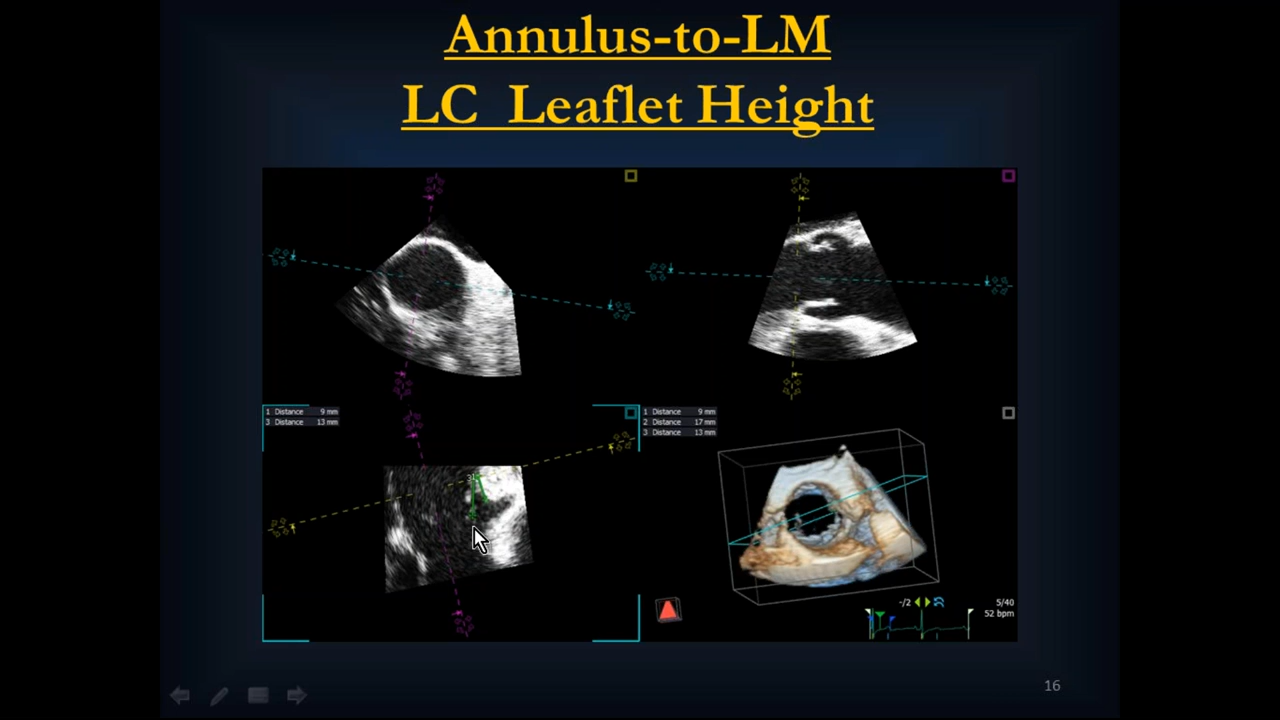 Annulus-to-LM
LC Leaflet Height
1 Distance 9 mm
3 Distance 13 mm
1 Distance 9 mm
2 Distance 17 mm
3 Distance 13 mm
-/2
5/40
52 bpm
16